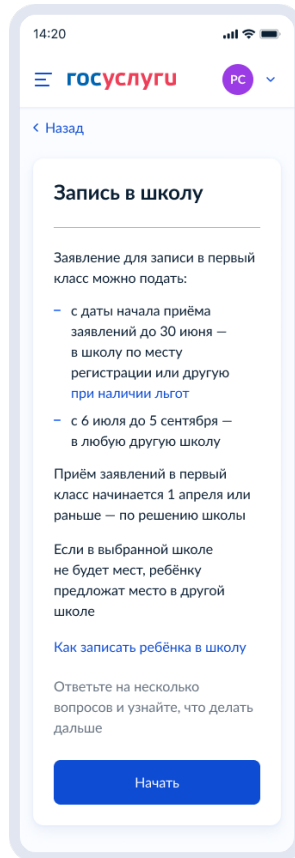 14:20
госуслуги
РС
Назад
Запись в школу
Заявление для записи в первый
класс можно подать:
– с даты начала приёма
заявлений до 30 июня —
в школу по месту
регистрации или другую
при наличии льгот
– с 6 июля до 5 сентября —
в любую другую школу
Приём заявлений в первый
класс начинается 1 апреля или
раньше — по решению школы
Если в выбранной школе
не будет мест, ребёнку
предложат место в другой
школе
Как записать ребёнка в школу
Ответьте на несколько
вопросов и узнайте, что делать
дальше
Начать